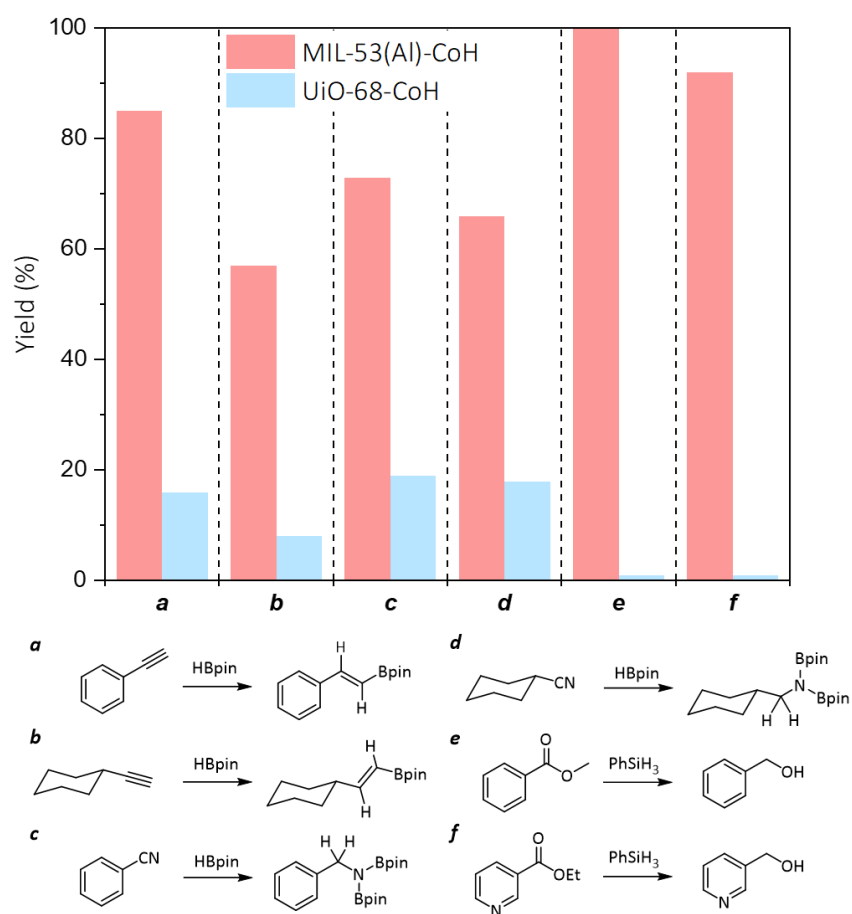 100
80
60
40
20
0
Yield (%)
MIL-53(Al)-CoH
UiO-68-CoH
a b c d e f
a
HBpin
H
Bpin
H
b
HBpin
H
Bpin
H
c
CN
HBpin
H H
N
Bpin
Bpin
d
CN
HBpin
Bpin
N
Bpin
H H
e
O
O
PhSiH₃
OH
f
O
OEt
N
PhSiH₃
OH
N